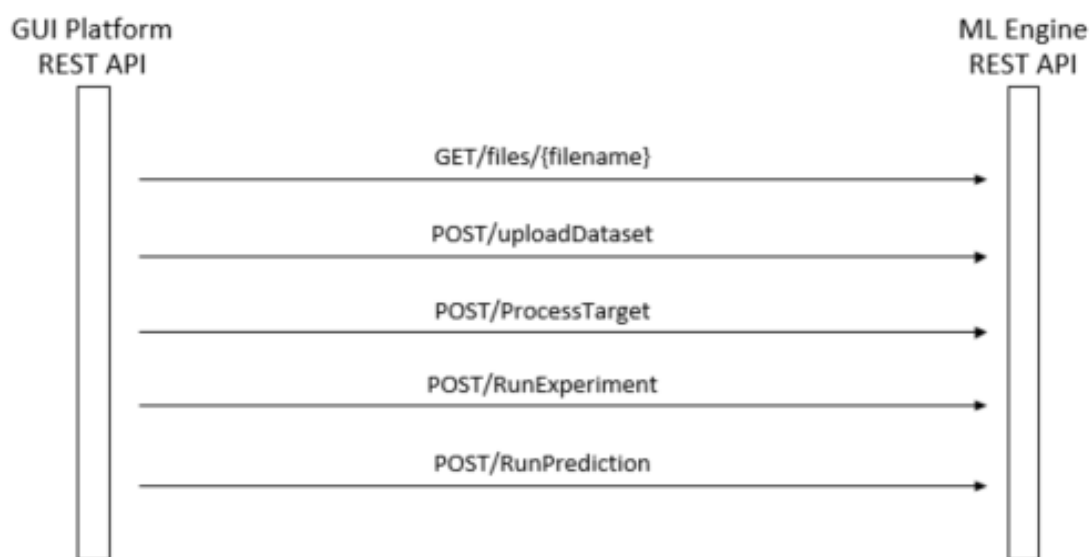 GUI Platform
REST API
ML Engine
REST API
GET/files/{filename}
POST/uploadDataset
POST/ProcessTarget
POST/RunExperiment
POST/RunPrediction